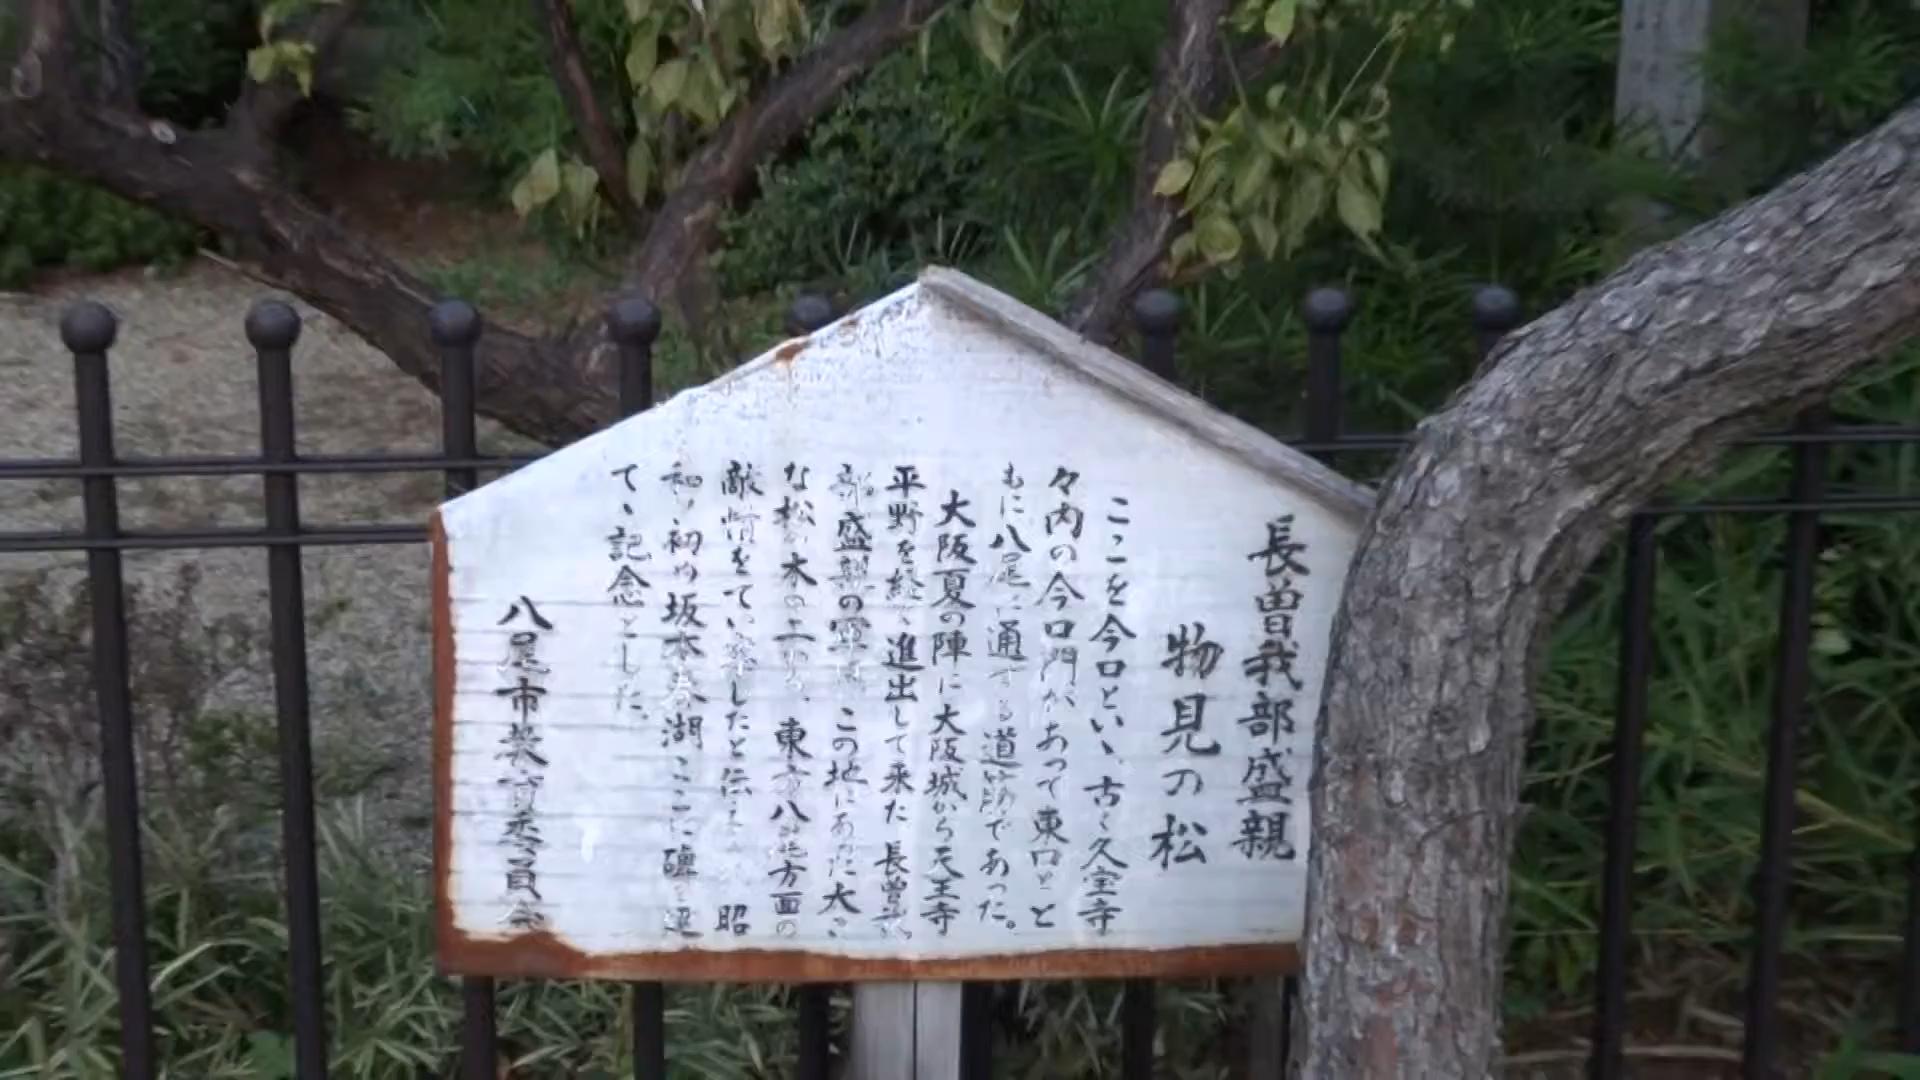 長曽我部盛親
物見の松
ここを今口といゝ、古く久宝寺
々内の今口門があって東口とと
もに八尾に通ずる道筋であった。
大阪夏の陣に大阪城から天王寺
平野を経て進出して来た長曽我
部盛親の軍は、この地にあった大き
な松の木の上から、東方八尾方面の
敵情をてい察したと伝え 昭
和の初め坂本春湖、ここに碑を建
てゝ記念とした。
八尾市教育委員会